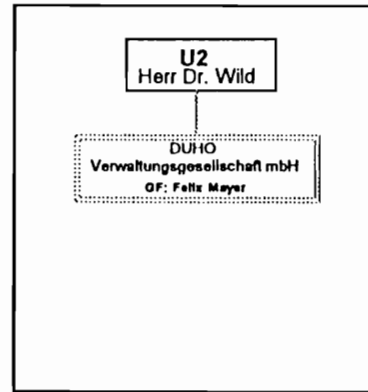 U2
Herr Dr. Wild
DUHO
Verwaltungsgesellschaft mbH
GF: Felix Mayer